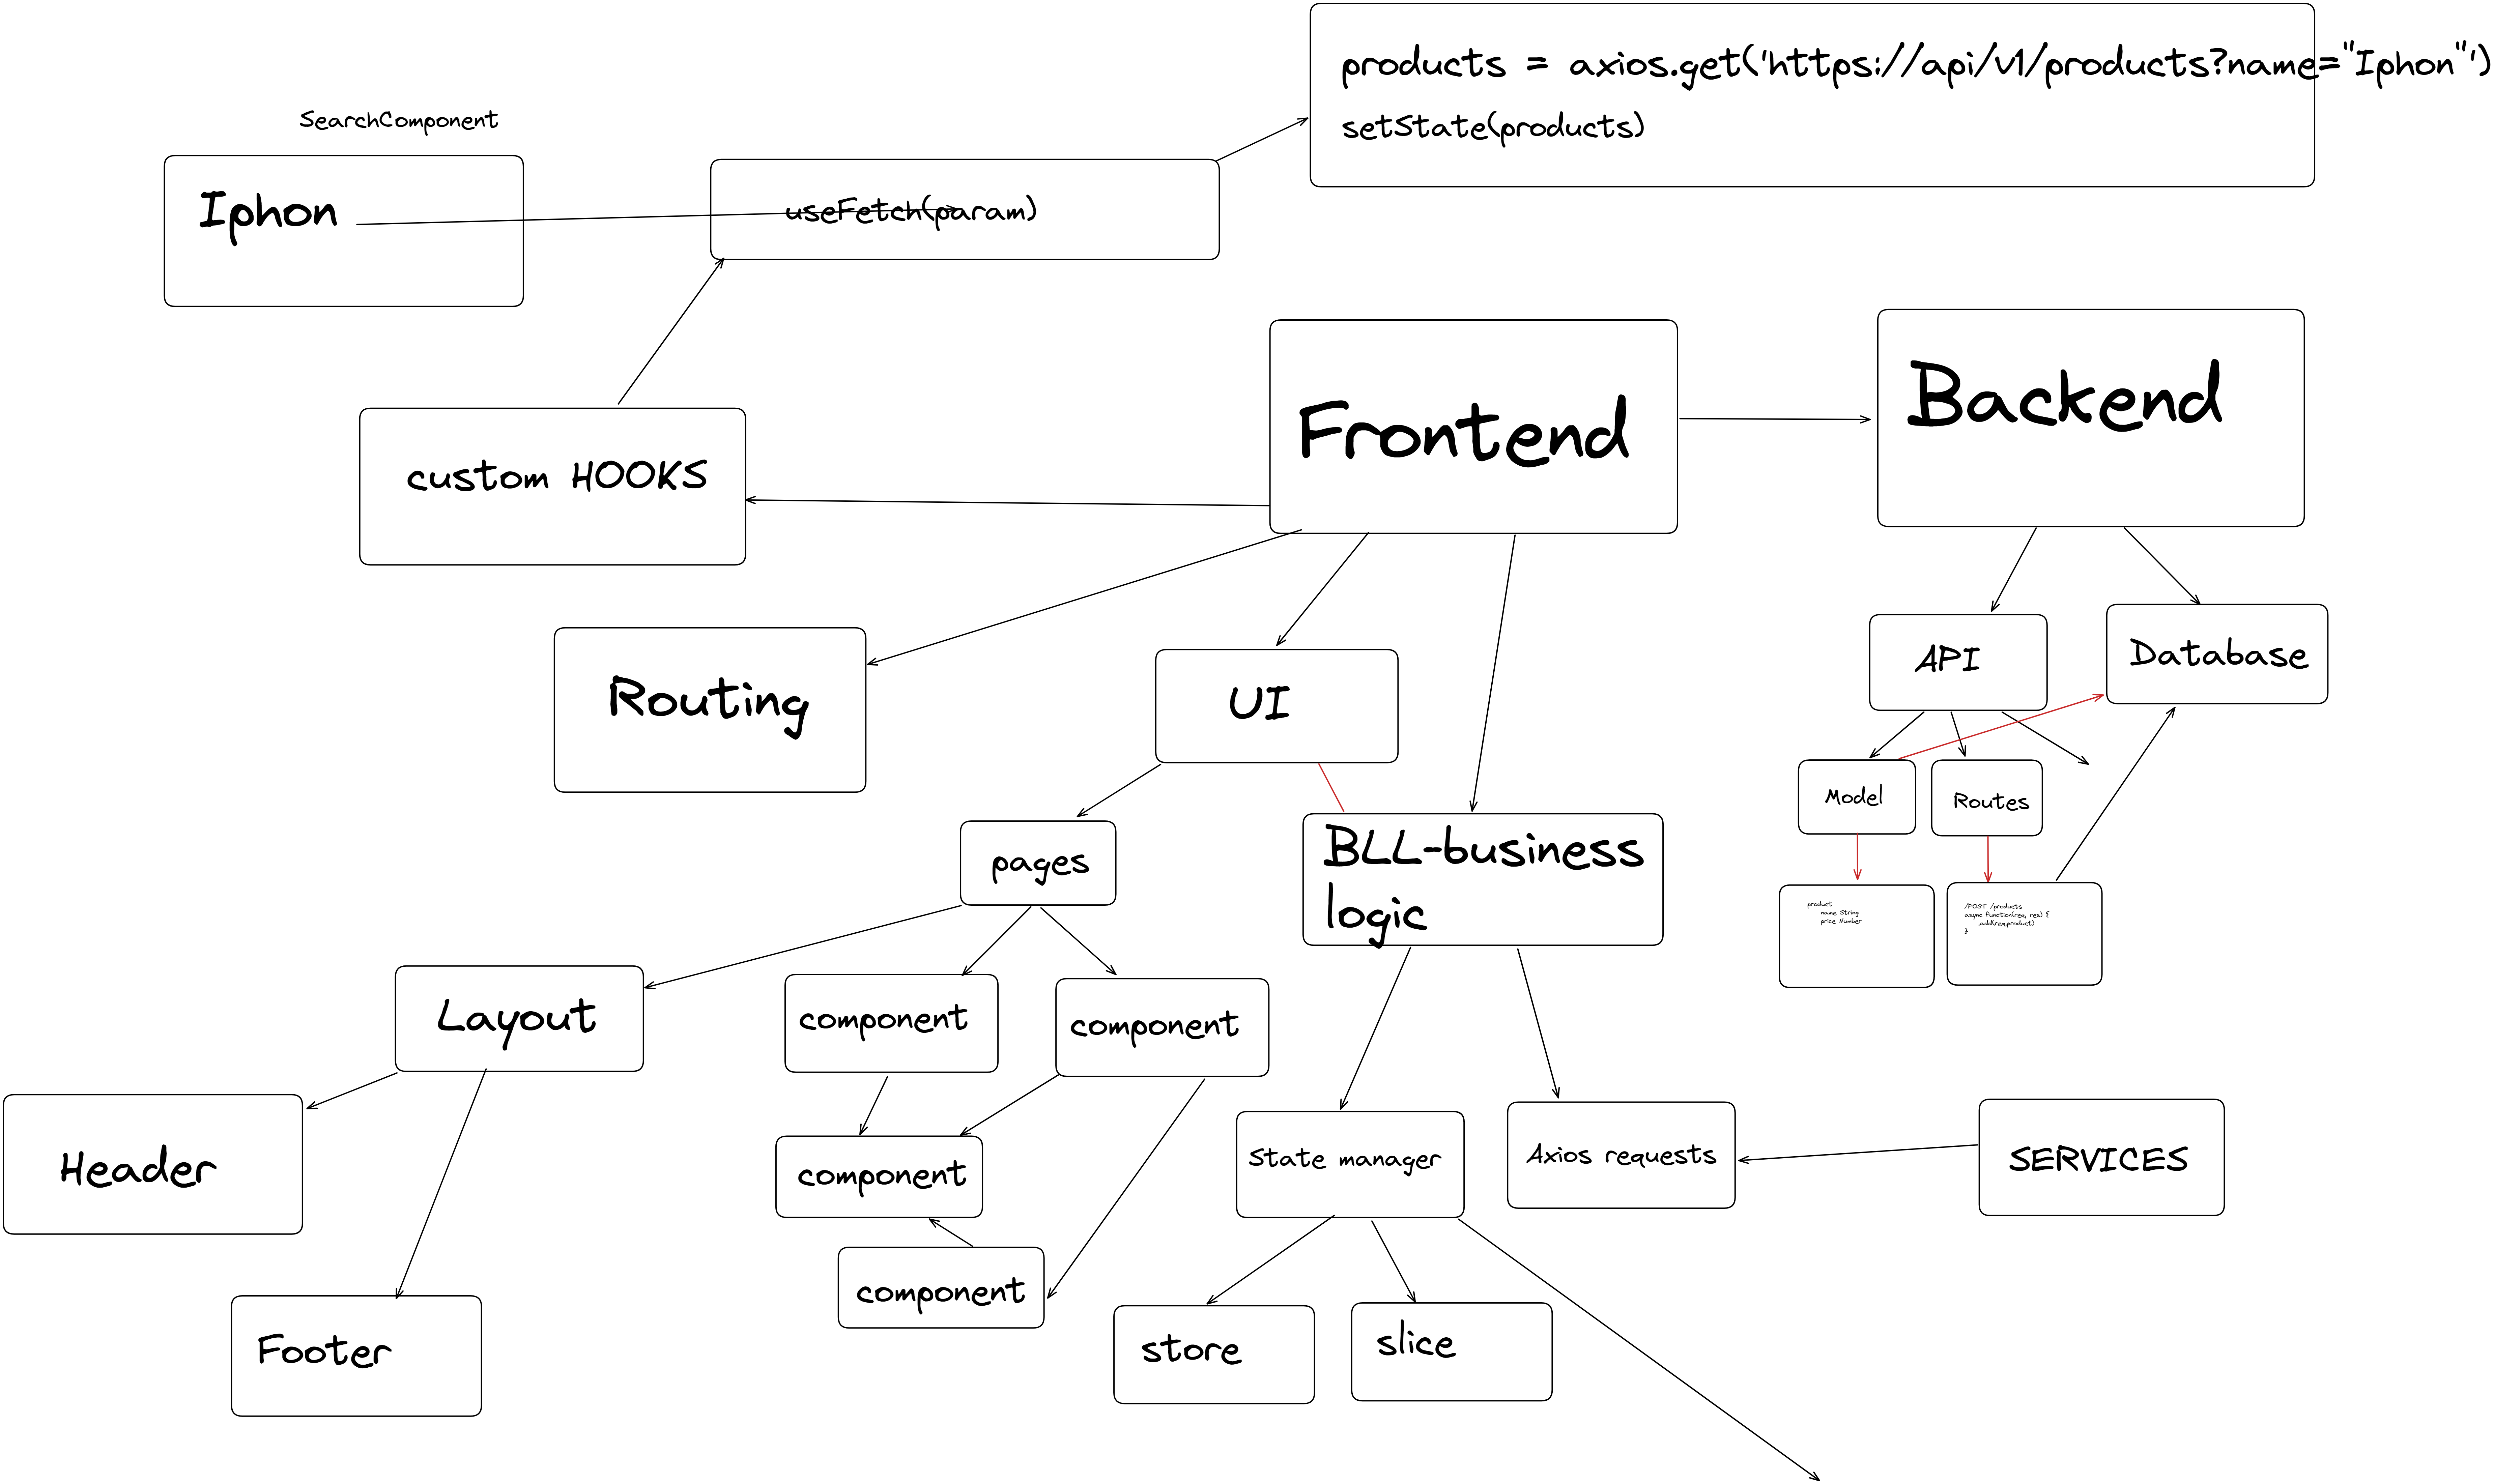 products = axios.get('https://api/v1/products?name="Iphon"')
setState(products)
SearchComponent
Iphon
useFetch(param)
Frontend
Backend
custom HOOKS
Routing
UI
API
Database
Model
Routes
pages
BLL-business
logic
product
name String
price Number
/POST /products
async function(req, res) {
.add(req.product)
}
Layout
component
component
Header
component
State manager
Axios requests
SERVICES
component
Footer
store
slice